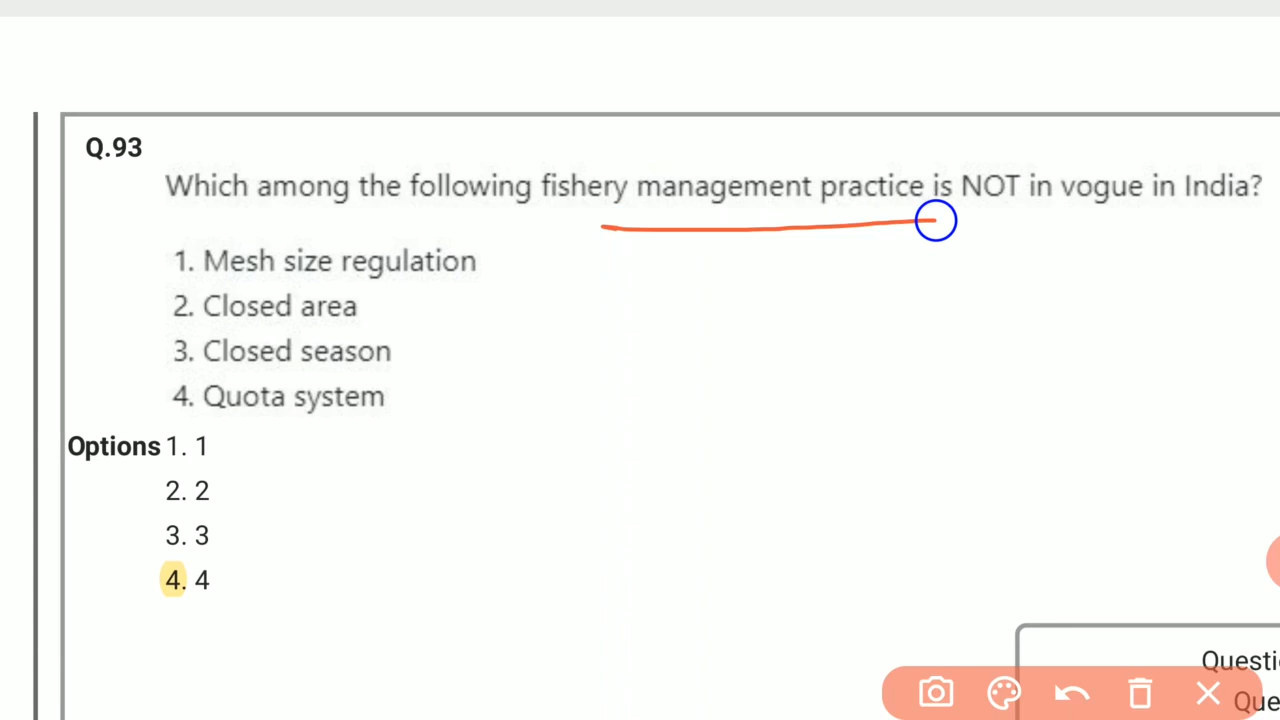 Q.93
Which among the following fishery management practice is NOT in vogue in India?
1. Mesh size regulation
2. Closed area
3. Closed season
4. Quota system
Options 1. 1
2. 2
3. 3
4. 4